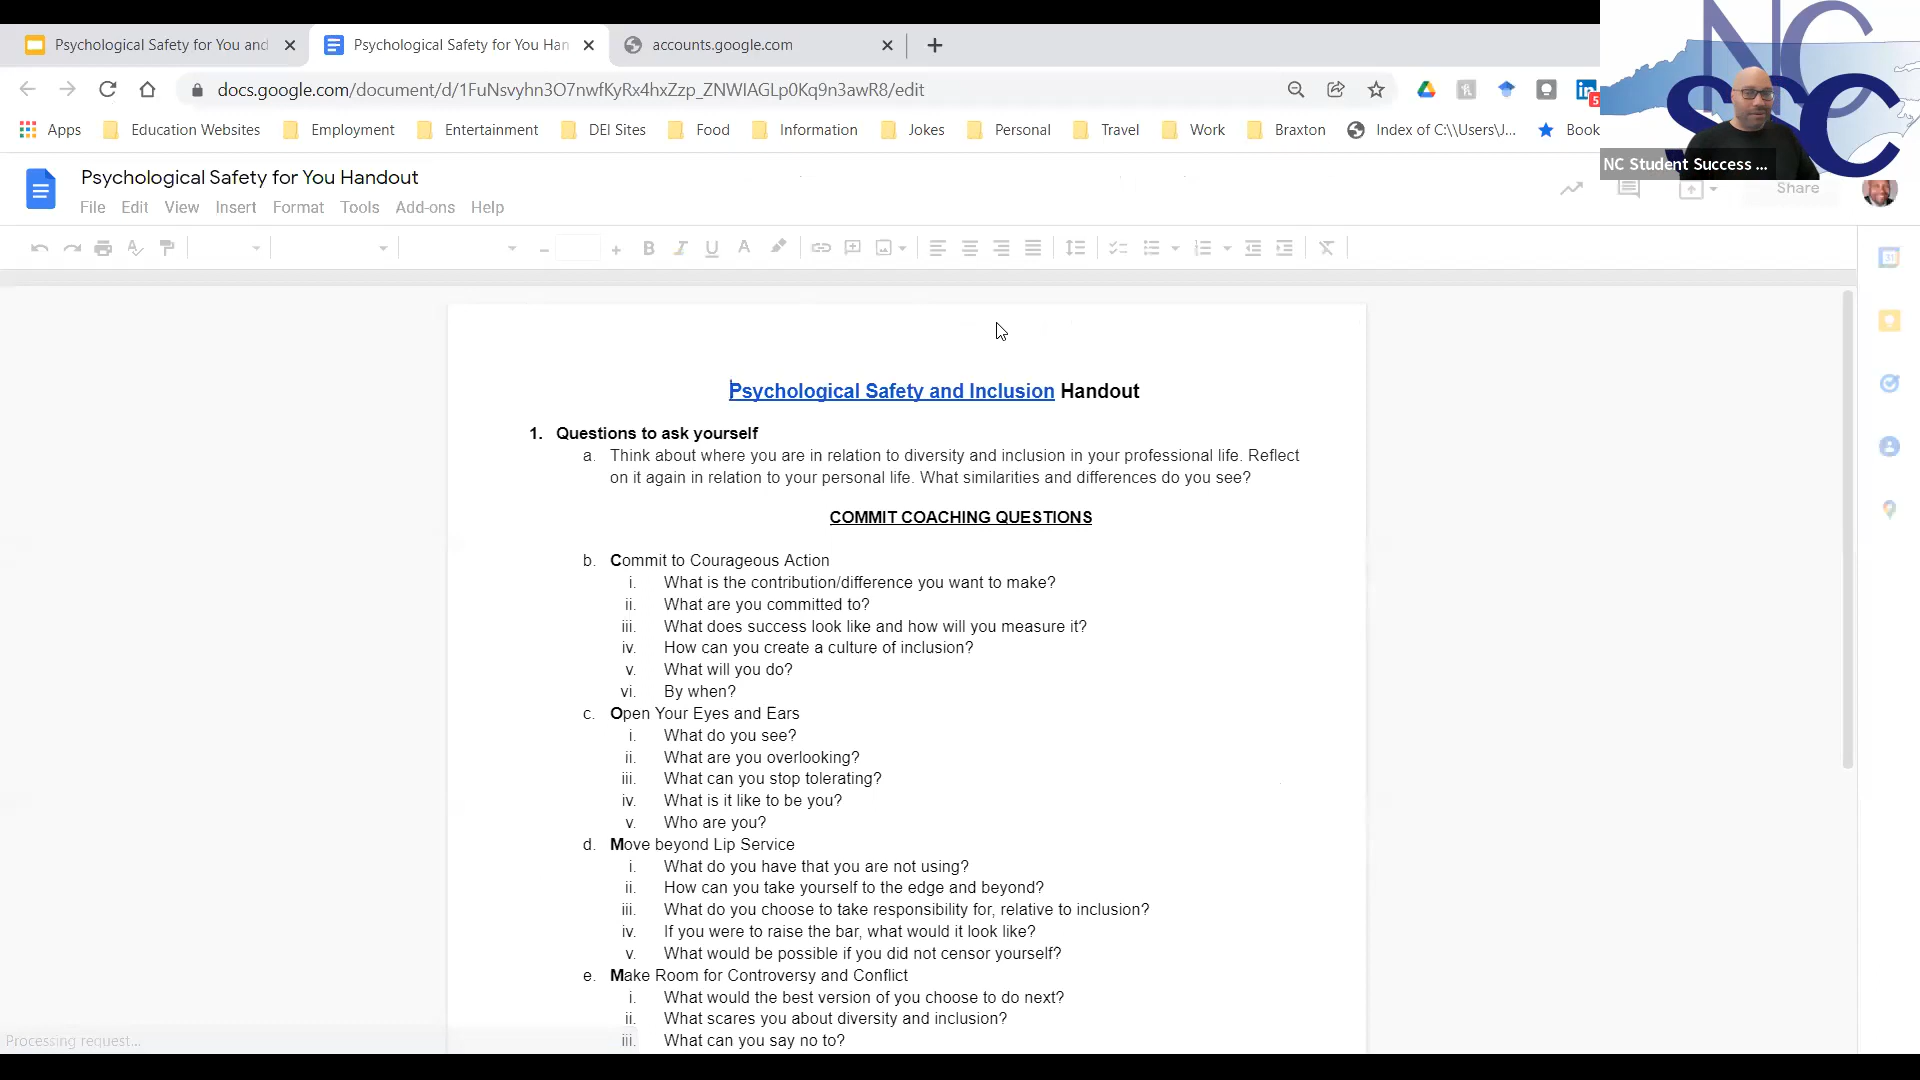 Psychological Safety for You and
Psychological Safety for You Han
accounts.google.com
docs.google.com/document/d/1FuNsvyhn3O7nwfKyRx4hxZzp_ZNWIAGLp0Kq9n3awR8/edit
5
Apps
Education Websites
Employment
Entertainment
DEI Sites
Food
Information
Jokes
Personal
Travel
Work
Braxton
Index of C:\\Users\J...
Book
NC
SSC
NC Student Success ...
Psychological Safety for You Handout
File Edit View Insert Format Tools Add-ons Help
Share
31
Psychological Safety and Inclusion Handout
1. Questions to ask yourself
a. Think about where you are in relation to diversity and inclusion in your professional life. Reflect
on it again in relation to your personal life. What similarities and differences do you see?
COMMIT COACHING QUESTIONS
b. Commit to Courageous Action
i. What is the contribution/difference you want to make?
ii. What are you committed to?
iii. What does success look like and how will you measure it?
iv. How can you create a culture of inclusion?
v. What will you do?
vi. By when?
c. Open Your Eyes and Ears
i. What do you see?
ii. What are you overlooking?
iii. What can you stop tolerating?
iv. What is it like to be you?
v. Who are you?
d. Move beyond Lip Service
i. What do you have that you are not using?
ii. How can you take yourself to the edge and beyond?
iii. What do you choose to take responsibility for, relative to inclusion?
iv. If you were to raise the bar, what would it look like?
v. What would be possible if you did not censor yourself?
e. Make Room for Controversy and Conflict
i. What would the best version of you choose to do next?
ii. What scares you about diversity and inclusion?
iii. What can you say no to?
Processing request...